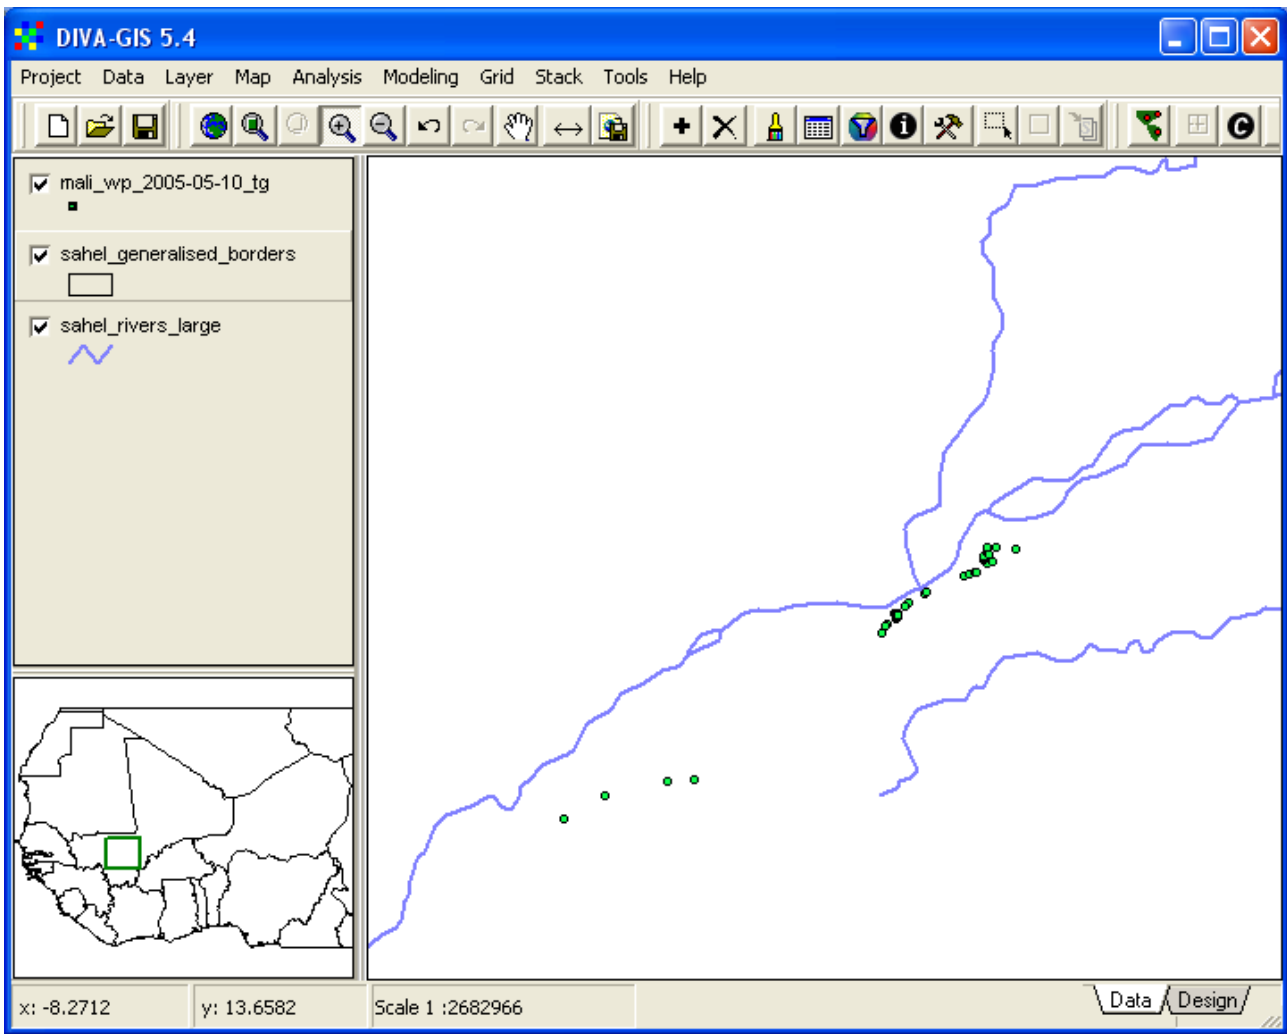 DIVA-GIS 5.4
Project Data Layer Map Analysis Modeling Grid Stack Tools Help
mali_wp_2005-05-10_tg
sahel_generalised_borders
sahel_rivers_large
x: -8.2712 y: 13.6582 Scale 1 :2682966 Data Design